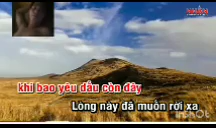 khi bao yêu dấu còn đây
Lòng này đã muốn rời xa